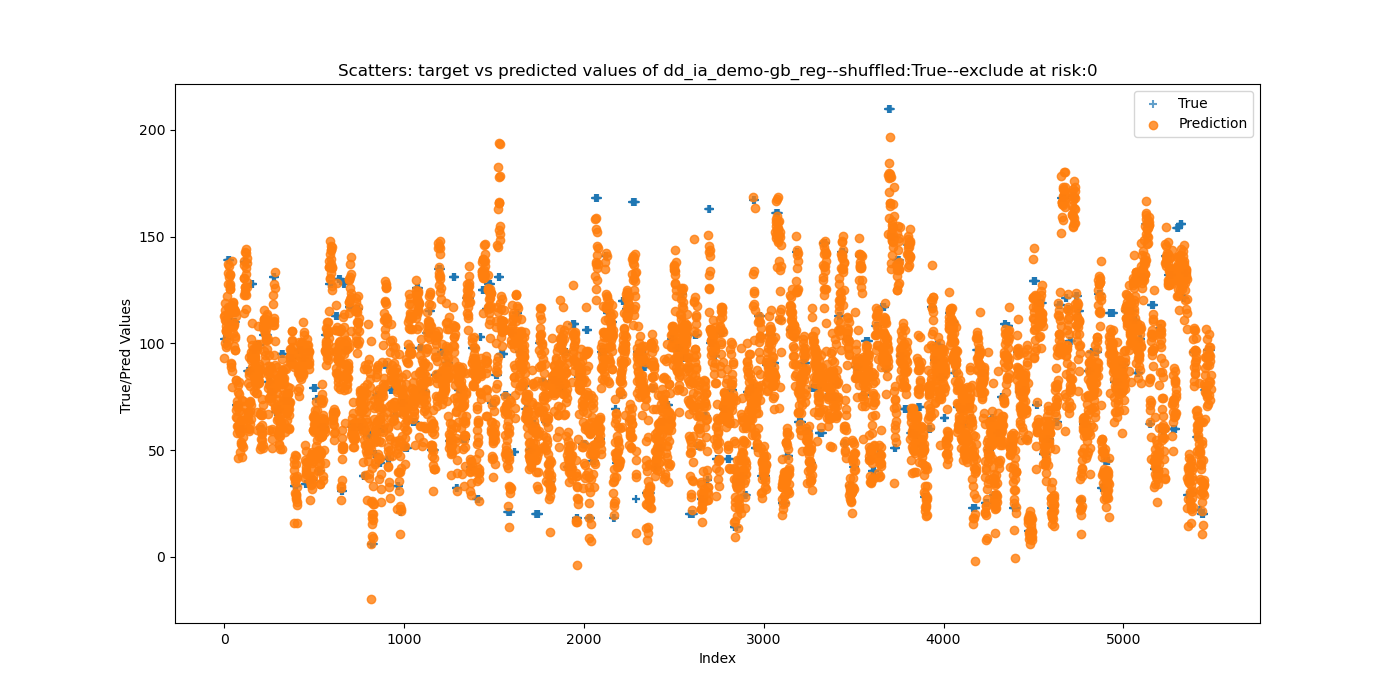 Scatters: target vs predicted values of dd_ia_demo-gb_reg--shuffled:True--exclude at risk:0
True
Prediction
True/Pred Values
200
150
100
50
0
0 1000 2000 3000 4000 5000
Index